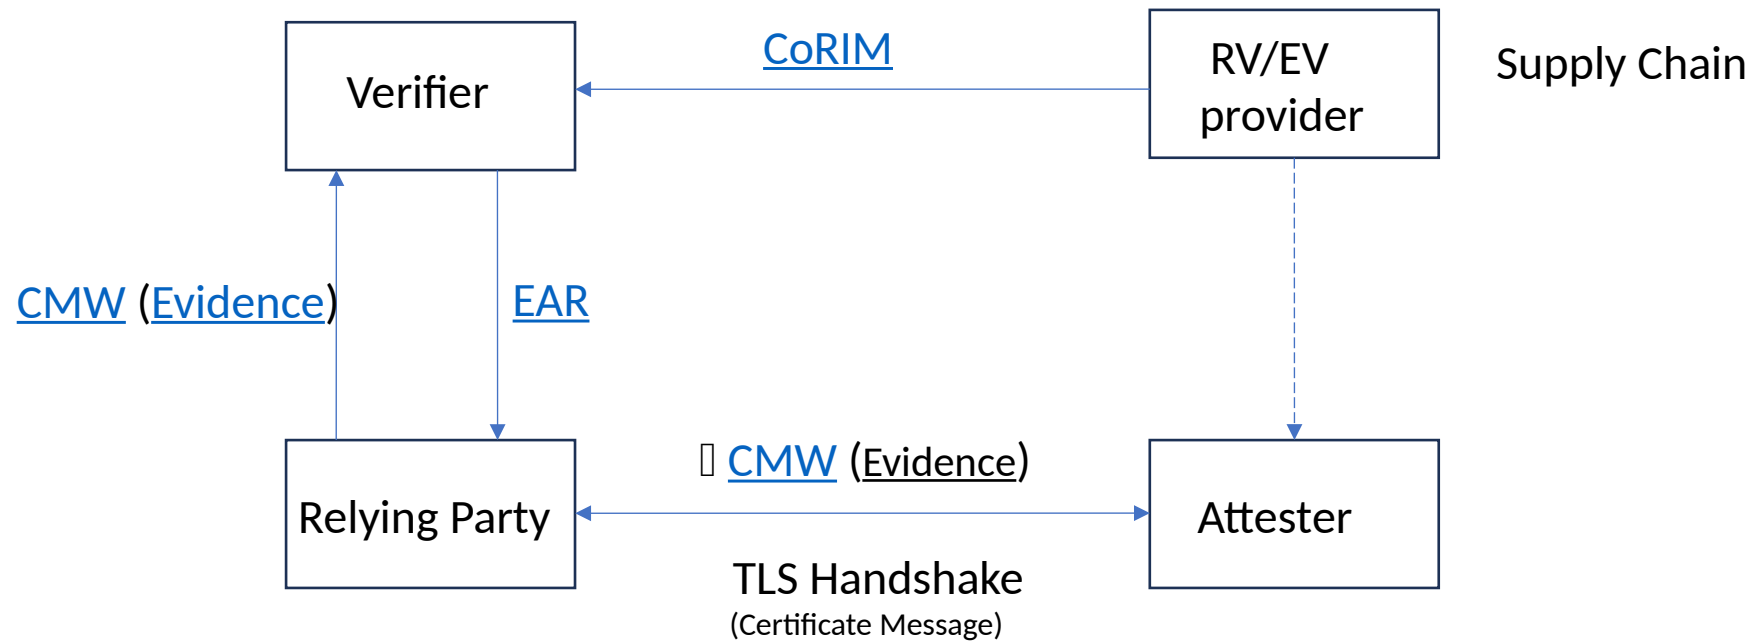 CoRIM
RV/EV
provider
Supply Chain
Verifier
CMW (Evidence)
EAR
CMW (Evidence)
Relying Party
Attester
TLS Handshake
(Certificate Message)